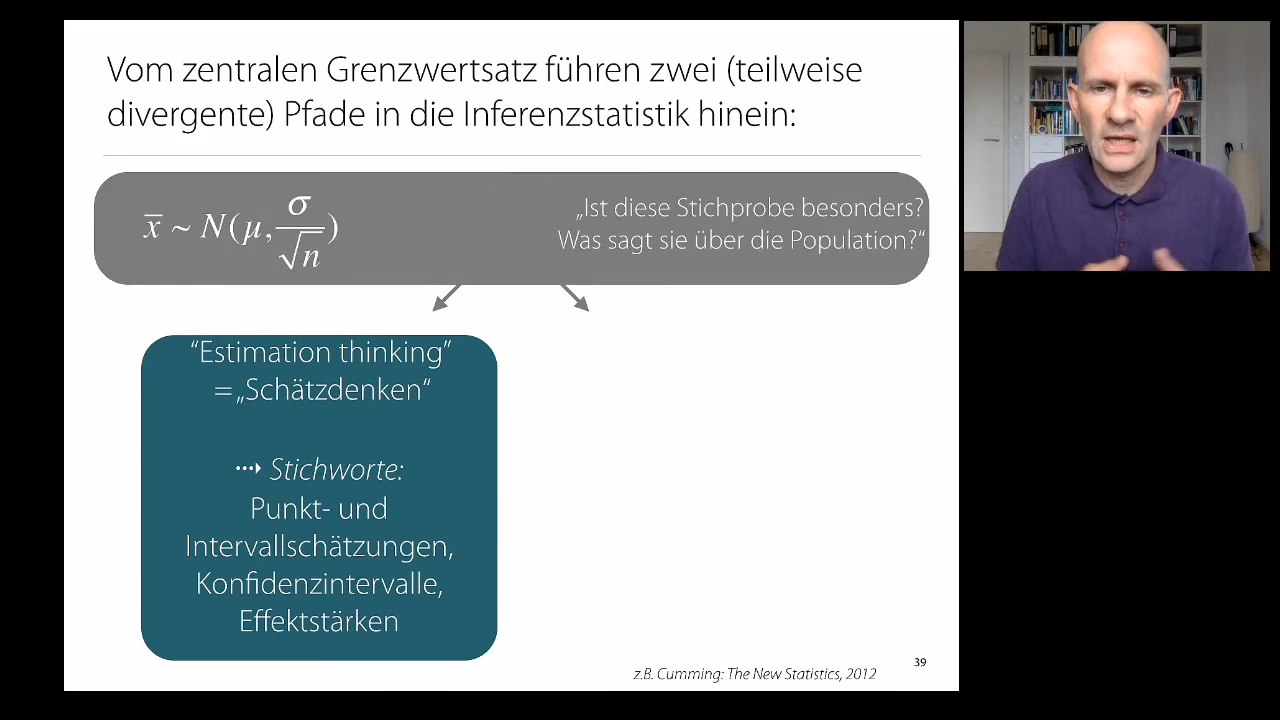 Vom zentralen Grenzwertsatz führen zwei (teilweise
divergente) Pfade in die Inferenzstatistik hinein:
x̅ ~ N(μ, σ/√n)
„Ist diese Stichprobe besonders?
Was sagt sie über die Population?“
“Estimation thinking”
=„Schätzdenken“
⤑ Stichworte:
Punkt- und
Intervallschätzungen,
Konfidenzintervalle,
Effektstärken
z.B. Cumming: The New Statistics, 2012
39